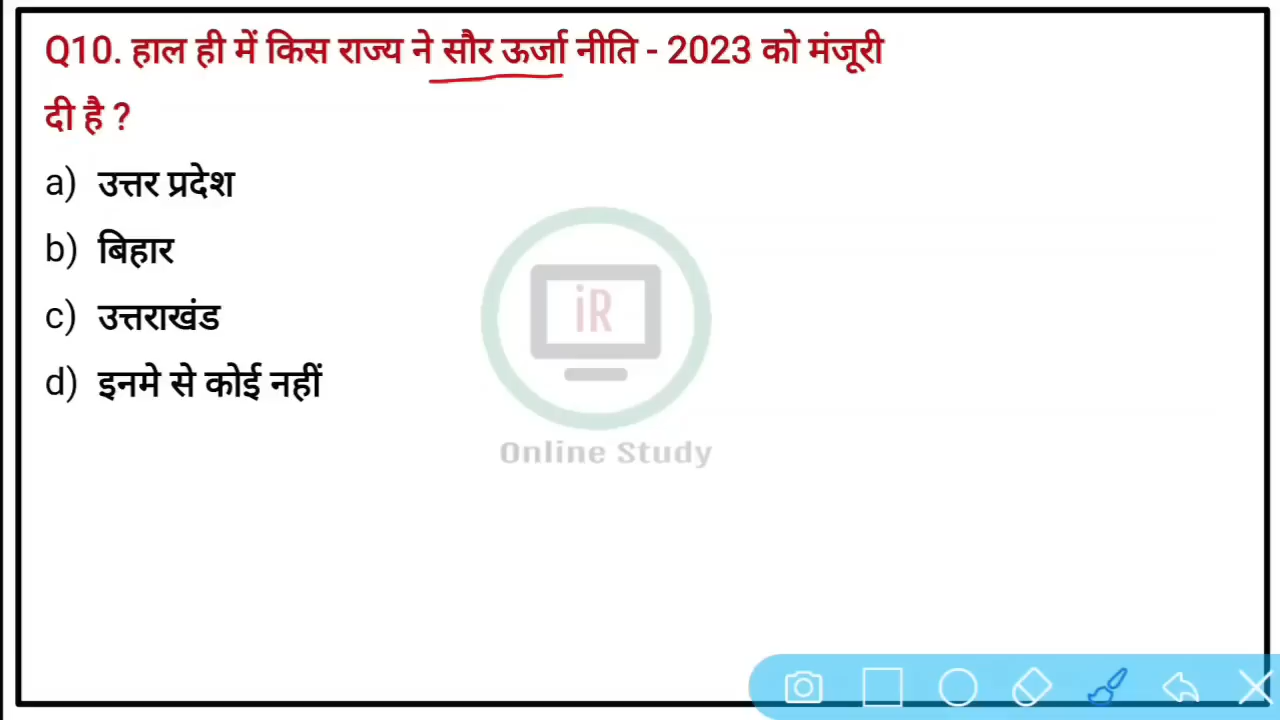 Q10. हाल ही में किस राज्य ने सौर ऊर्जा नीति - 2023 को मंजूरी
दी है ?
a) उत्तर प्रदेश
b) बिहार
c) उत्तराखंड
d) इनमे से कोई नहीं
iR
Online Study